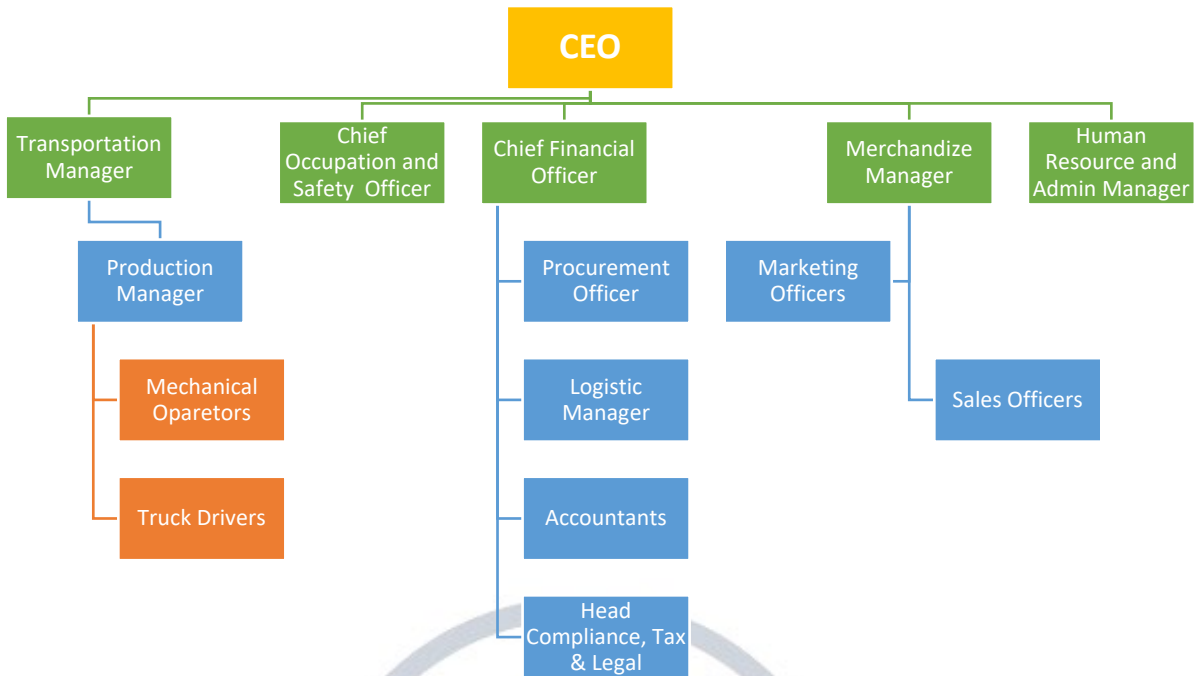 CEO
Transportation
Manager
Chief
Occupation and
Safety Officer
Chief Financial
Officer
Merchandize
Manager
Human
Resource and
Admin Manager
Production
Manager
Procurement
Officer
Marketing
Officers
Mechanical
Oparetors
Logistic
Manager
Sales Officers
Truck Drivers
Accountants
Head
Compliance, Tax
& Legal